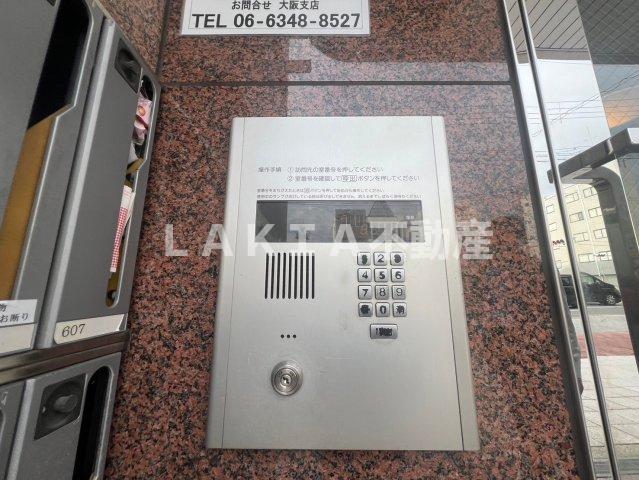 お問合せ 大阪支店
TEL 06-6348-8527
操作手順 ①訪問先の室番号を押してください
②室番号を確認して呼出ボタンを押してください
LAKIA不動産
1 2 3
4 5 6
7 8 9
0
お断り
607